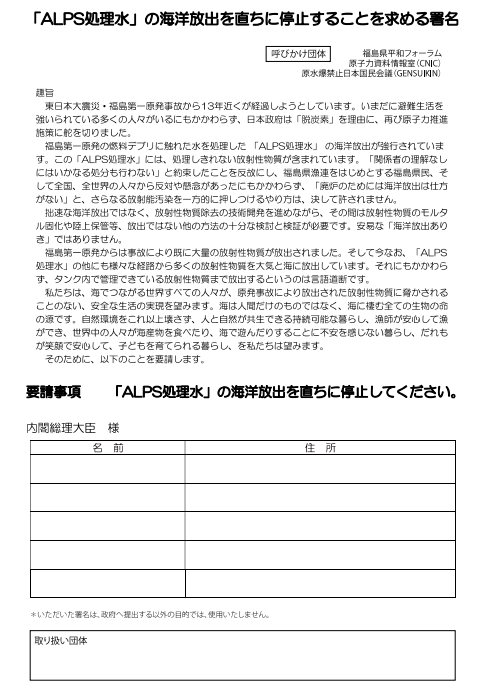 「ALPS処理水」の海洋放出を直ちに停止することを求める署名
呼びかけ団体
福島県平和フォーラム
原子力資料情報室(CNIC)
原水爆禁止日本国民会議(GENSUIKIN)
趣旨
東日本大震災・福島第一原発事故から13年近くが経過しようとしています。いまだに避難生活を
強いられている多くの人々がいるにもかかわらず、日本政府は「脱炭素」を理由に、再び原子力推進
施策に舵を切りました。
福島第一原発の燃料デブリに触れた水を処理した 「ALPS処理水」 の海洋放出が強行されていま
す。この「ALPS処理水」には、処理しきれない放射性物質が含まれています。「関係者の理解なし
にはいかなる処分も行わない」と約束したことを反故にし、福島県漁連をはじめとする福島県民、そ
して全国、全世界の人々から反対や懸念があったにもかかわらず、「廃炉のためには海洋放出は仕方
がない」と、さらなる放射能汚染を一方的に押しつけるやり方は、決して許されません。
拙速な海洋放出ではなく、放射性物質除去の技術開発を進めながら、その間は放射性物質のモルタ
ル固化や陸上保管等、放出ではない他の方法の十分な検討と検証が必要です。安易な「海洋放出あり
き」ではありません。
福島第一原発からは事故により既に大量の放射性物質が放出されました。そして今なお、「ALPS
処理水」の他にも様々な経路から多くの放射性物質を大気と海に放出しています。それにもかかわら
ず、タンク内で管理できている放射性物質まで放出するというのは言語道断です。
私たちは、海でつながる世界すべての人々が、原発事故により放出された放射性物質に脅かされる
ことのない、安全な生活の実現を望みます。海は人間だけのものではなく、海に棲む全ての生物の命
の源です。自然環境をこれ以上壊さず、人と自然が共生できる持続可能な暮らし、漁師が安心して漁
ができ、世界中の人々が海産物を食べたり、海で遊んだりすることに不安を感じない暮らし、だれも
が笑顔で安心して、子どもを育てられる暮らし、を私たちは望みます。
そのために、以下のことを要請します。
要請事項 「ALPS処理水」の海洋放出を直ちに停止してください。
内閣総理大臣 様
名 前 住 所
＊いただいた署名は、政府へ提出する以外の目的では、使用いたしません。
取り扱い団体